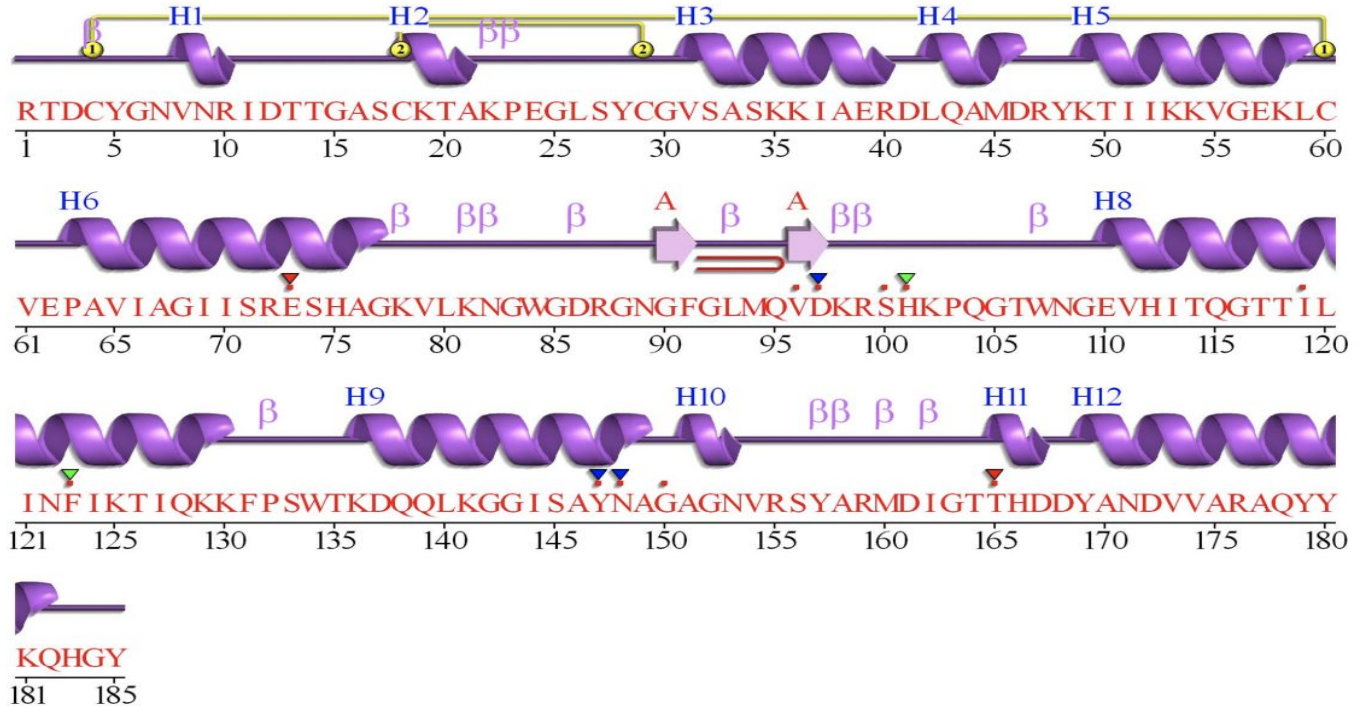 H1 H2 H3 H4 H5
β ββ
1 2 2 1
RTDCYGNVNRIDTTGASCKTAKPEGLSYCGVSASKKIAERDLQAMDRYKTIIKKVGEKLC
1 5 10 15 20 25 30 35 40 45 50 55 60
H6 β ββ β A β A ββ β H8
VEPAVIAGIISRESHAGKVLKNGWGDRGNGFGLMQVDKRSHKPQGTWNGEVHITQGTTIL
61 65 70 75 80 85 90 95 100 105 110 115 120
β H9 H10 ββ β β H11 H12
INFIKTIQKKFPSWTKDQQLKGGISAYNAGAGNVRSYARMDIGTTHDDYANDVVARAQYY
121 125 130 135 140 145 150 155 160 165 170 175 180
KQHGY
181 185